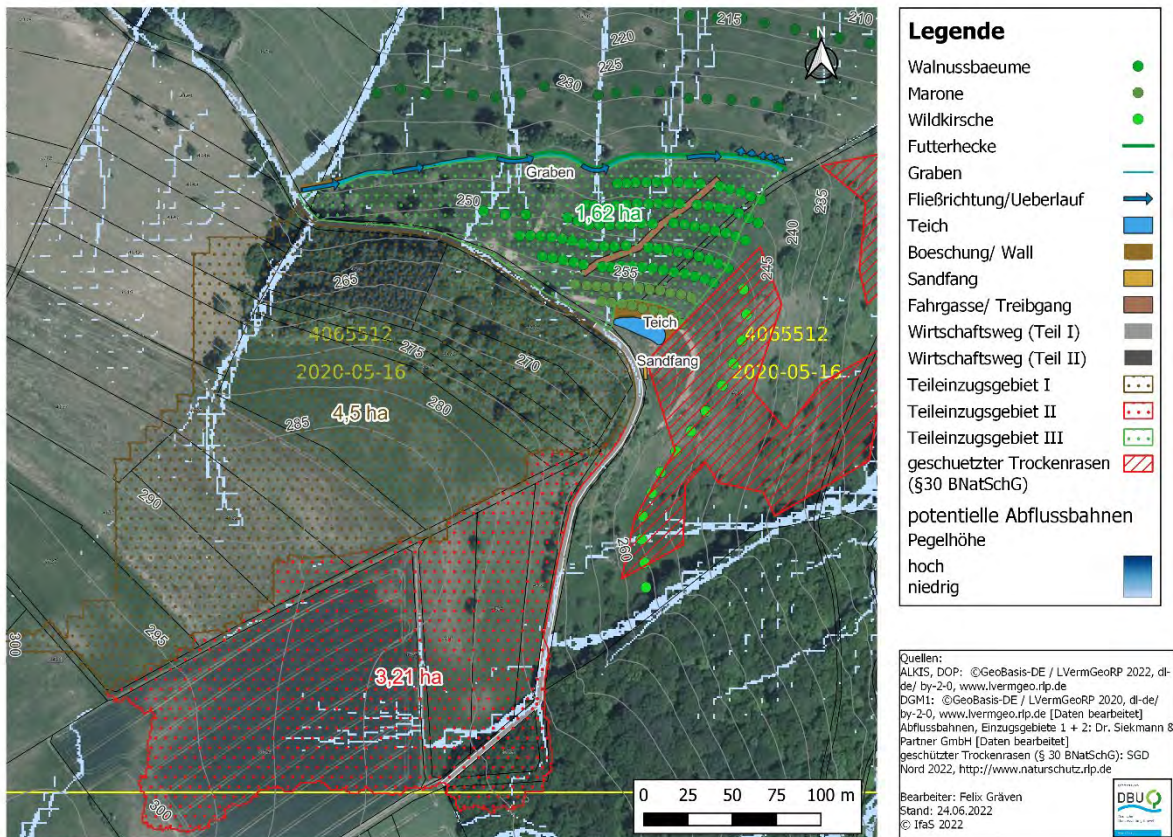 215
210
220
225
230
N
235
Graben
250
1,62 ha
240
245
255
265
4065512
Teich
4065512
275
270
Sandfang
2020-05-16
2020-05-16
280
4,5 ha
285
290
260
295
300
3,21 ha
300
0 25 50 75 100 m
Legende
Walnussbaeume
Marone
Wildkirsche
Futterhecke
Graben
Fließrichtung/Ueberlauf
Teich
Boeschung/ Wall
Sandfang
Fahrgasse/ Treibgang
Wirtschaftsweg (Teil I)
Wirtschaftsweg (Teil II)
Teileinzugsgebiet I
Teileinzugsgebiet II
Teileinzugsgebiet III
geschuetzter Trockenrasen
(§30 BNatSchG)
potentielle Abflussbahnen
Pegelhöhe
hoch
niedrig
Quellen:
ALKIS, DOP: ©GeoBasis-DE / LVermGeoRP 2022, dl-
de/ by-2-0, www.lvermgeo.rlp.de
DGM1: ©GeoBasis-DE / LVermGeoRP 2020, dl-de/
by-2-0, www.lvermgeo.rlp.de [Daten bearbeitet]
Abflussbahnen, Einzugsgebiete 1 + 2: Dr. Siekmann &
Partner GmbH [Daten bearbeitet]
geschützter Trockenrasen (§ 30 BNatSchG): SGD
Nord 2022, http://www.naturschutz.rlp.de
Bearbeiter: Felix Gräven
Stand: 24.06.2022
© IfaS 2022
DBU